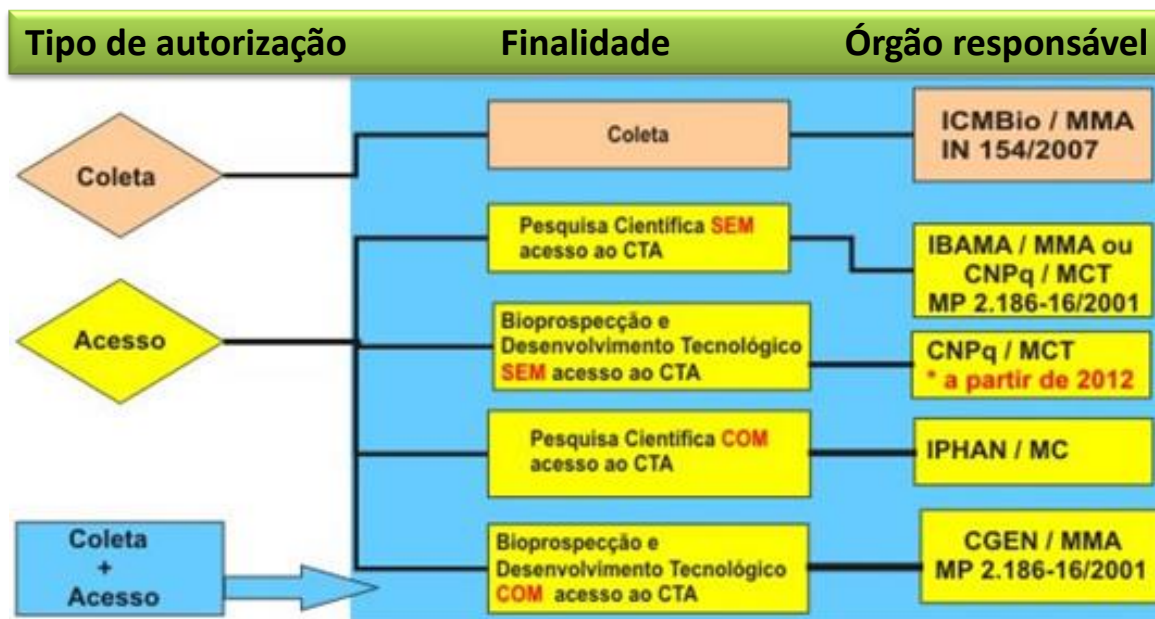 Tipo de autorização Finalidade Órgão responsável
Coleta
Coleta
ICMBio / MMA
IN 154/2007
Acesso
Pesquisa Científica SEM
acesso ao CTA
IBAMA / MMA ou
CNPq / MCT
MP 2.186-16/2001
Bioprospecção e
Desenvolvimento Tecnológico
SEM acesso ao CTA
CNPq / MCT
* a partir de 2012
Pesquisa Científica COM
acesso ao CTA
IPHAN / MC
Coleta
+
Acesso
Bioprospecção e
Desenvolvimento Tecnológico
COM acesso ao CTA
CGEN / MMA
MP 2.186-16/2001